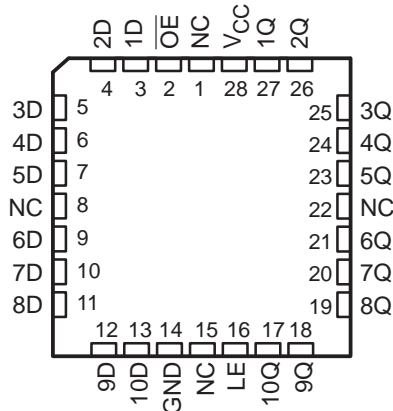 2D 1D OE NC VCC 1Q 2Q
4 3 2 1 28 27 26
3D 5 25 3Q
4D 6 24 4Q
5D 7 23 5Q
NC 8 22 NC
6D 9 21 6Q
7D 10 20 7Q
8D 11 19 8Q
12 13 14 15 16 17 18
9D 10D GND NC LE 10Q 9Q